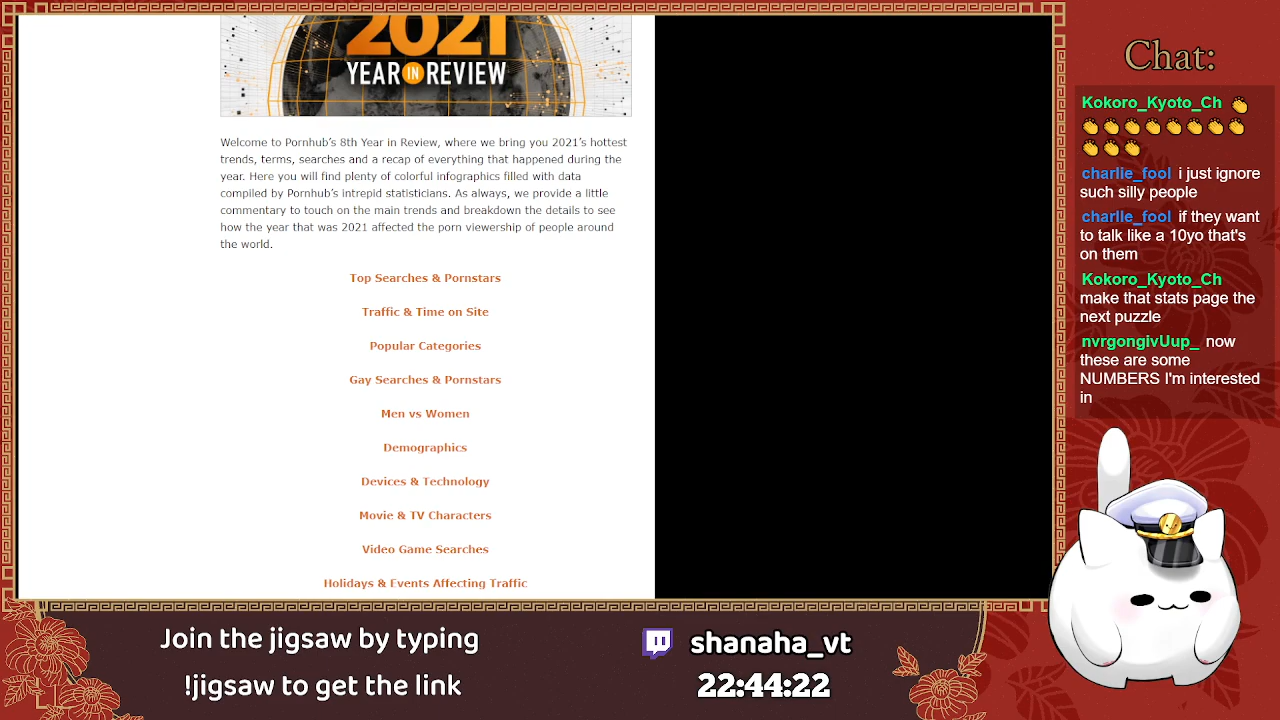 2021
YEAR IN REVIEW
Welcome to Pornhub's 8th Year in Review, where we bring you 2021's hottest
trends, terms, searches and a recap of everything that happened during the
year. Here you will find plenty of colorful infographics filled with data
compiled by Pornhub's intrepid statisticians. As always, we provide a little
commentary to touch on the main trends and breakdown the details to see
how the year that was 2021 affected the porn viewership of people around
the world.
Top Searches & Pornstars
Traffic & Time on Site
Popular Categories
Gay Searches & Pornstars
Men vs Women
Demographics
Devices & Technology
Movie & TV Characters
Video Game Searches
Holidays & Events Affecting Traffic
Chat:
Kokoro_Kyoto_Ch 👏
👏👏👏👏👏👏👏👏
👏👏👏
charlie_fool i just ignore
such silly people
charlie_fool if they want
to talk like a 10yo that's
on them
Kokoro_Kyoto_Ch
make that stats page the
next puzzle
nvrgongivUup_ now
these are some
NUMBERS I'm interested
in
Join the jigsaw by typing
!jigsaw to get the link
shanaha_vt
22:44:22